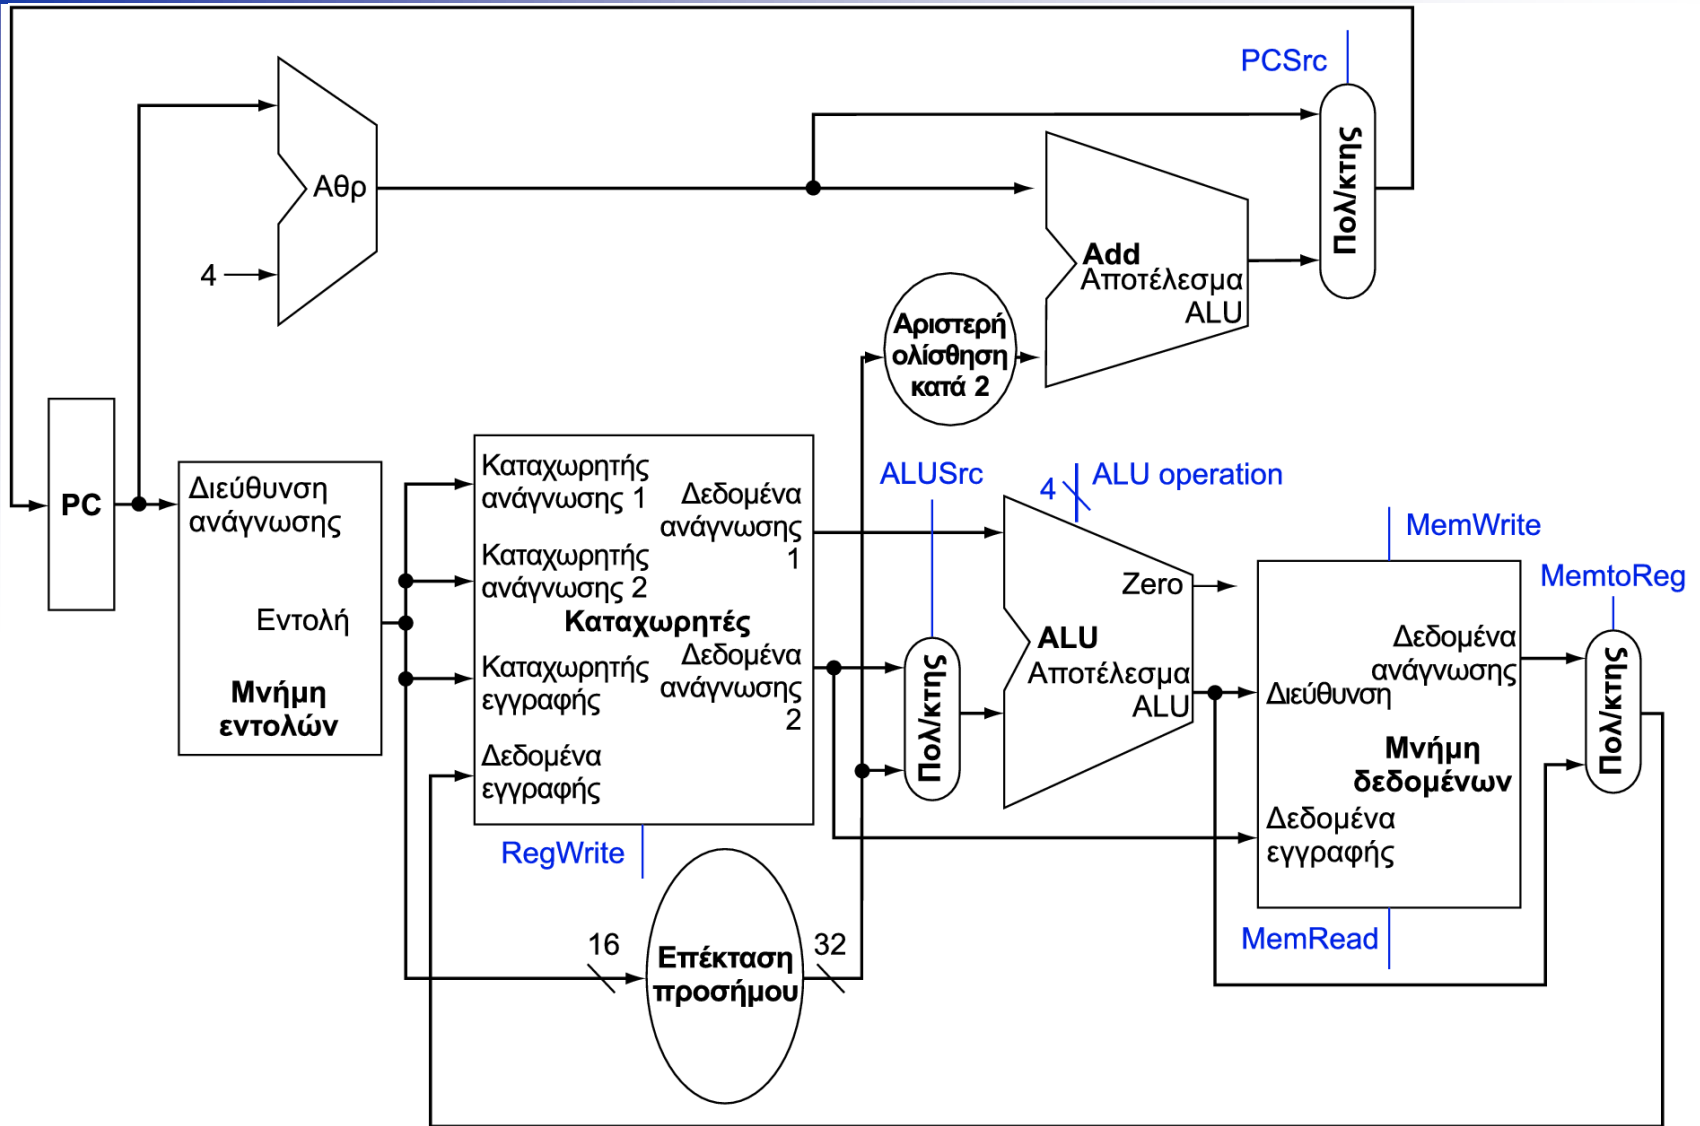 PCSrc
Πολ/κτης
Αθρ
4
Add
Αποτέλεσμα
ALU
Αριστερή
ολίσθηση
κατά 2
PC
Διεύθυνση
ανάγνωσης
Εντολή
Μνήμη
εντολών
Καταχωρητής
ανάγνωσης 1
Καταχωρητής
ανάγνωσης 2
Καταχωρητές
Καταχωρητής
εγγραφής
Δεδομένα
εγγραφής
Δεδομένα
ανάγνωσης
1
Δεδομένα
ανάγνωσης
2
RegWrite
16
Επέκταση
προσήμου
32
ALUSrc
Πολ/κτης
4
ALU operation
Zero
ALU
Αποτέλεσμα
ALU
MemWrite
Διεύθυνση
Δεδομένα
ανάγνωσης
Μνήμη
δεδομένων
Δεδομένα
εγγραφής
MemRead
MemtoReg
Πολ/κτης